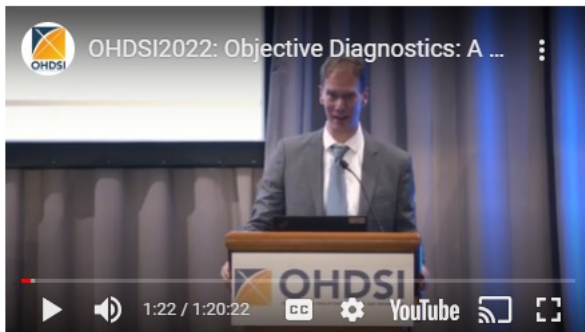 OHDSI
OHDSI2022: Objective Diagnostics: A ...
OHDSI
1:22 / 1:20:22
CC
YouTube